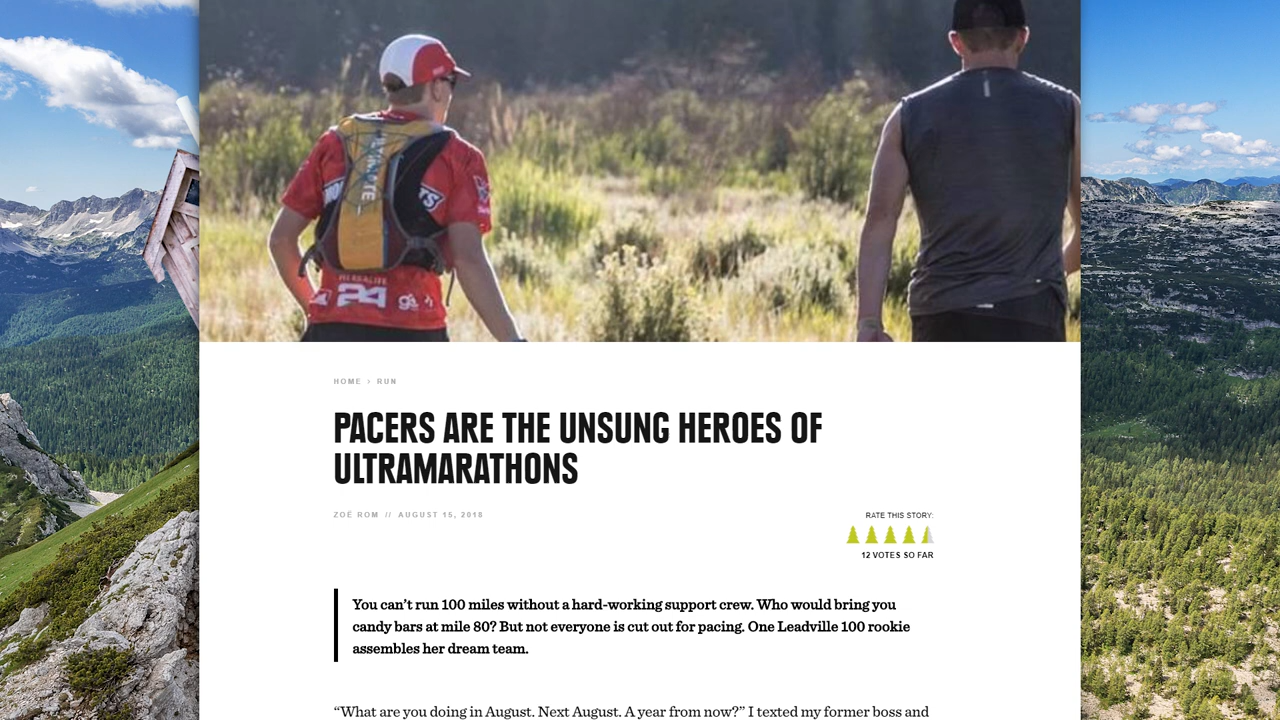 ULTIMATE
HERBALIFE
24
HOME > RUN
PACERS ARE THE UNSUNG HEROES OF
ULTRAMARATHONS
ZOË ROM // AUGUST 15, 2018
RATE THIS STORY:
12 VOTES SO FAR
You can’t run 100 miles without a hard-working support crew. Who would bring you
candy bars at mile 80? But not everyone is cut out for pacing. One Leadville 100 rookie
assembles her dream team.
“What are you doing in August. Next August. A year from now?” I texted my former boss and